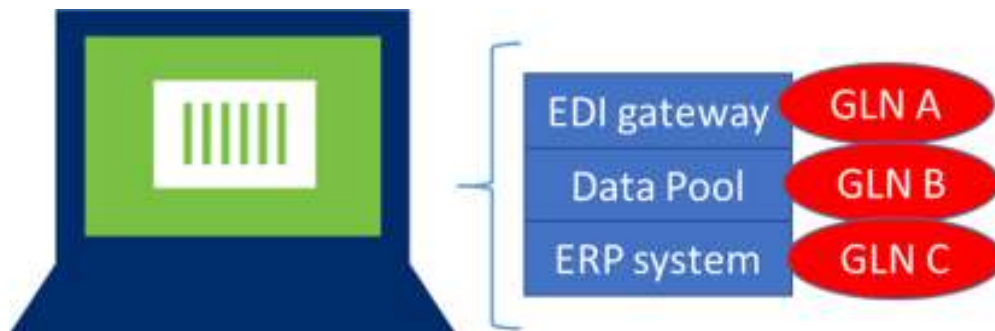 EDI gateway GLN A
Data Pool GLN B
ERP system GLN C